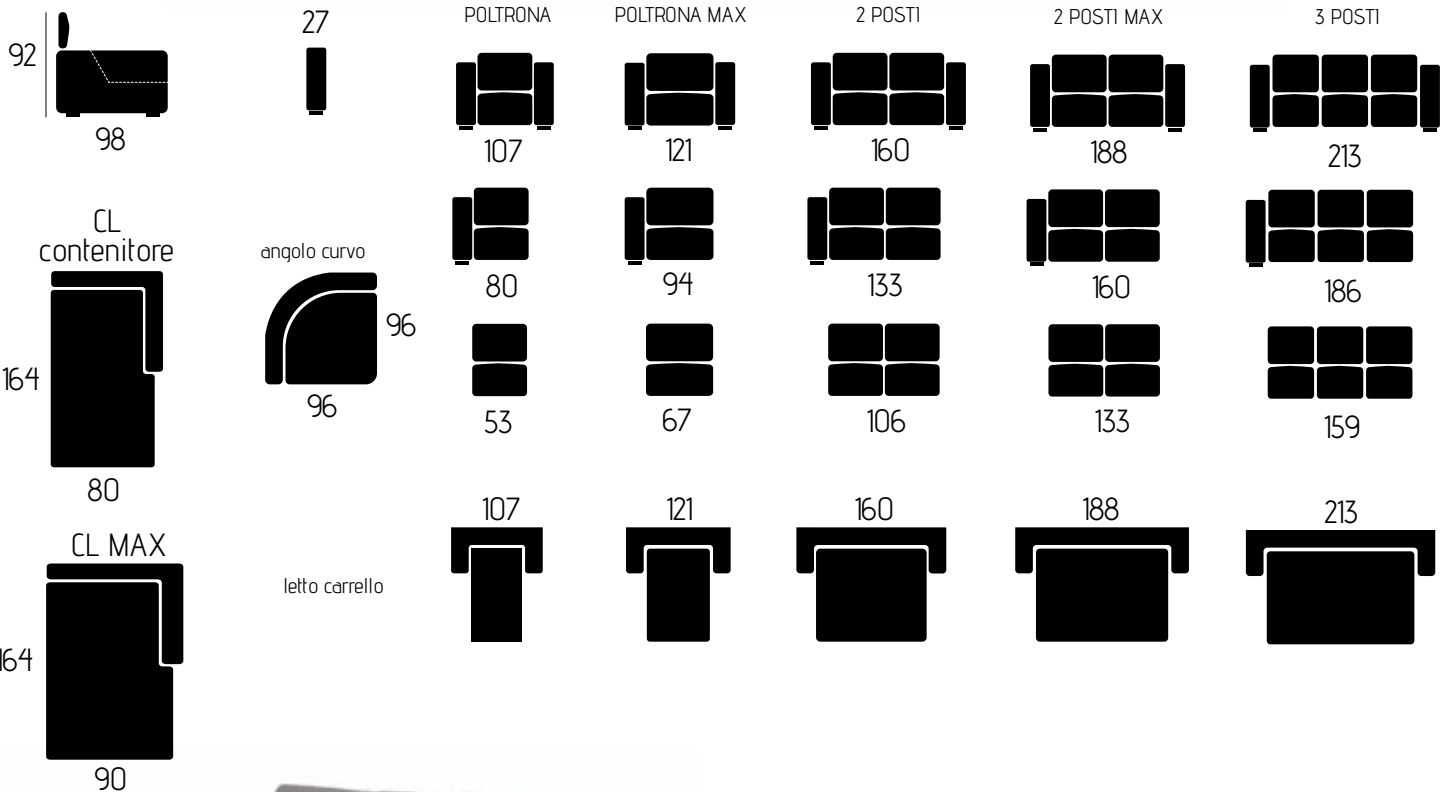 27
POLTRONA
POLTRONA MAX
2 POSTI
2 POSTI MAX
3 POSTI
92
98
107
121
160
188
213
CL
contenitore
angolo curvo
80
94
133
160
186
96
164
96
53
67
106
133
159
80
107
121
160
188
213
CL MAX
letto carrello
164
90